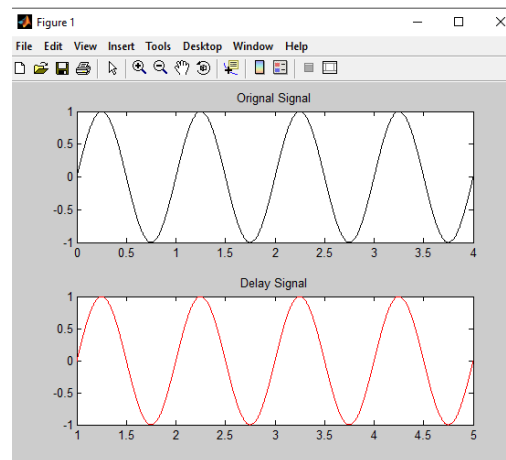 Figure 1
File Edit View Insert Tools Desktop Window Help
Orignal Signal
1
0.5
0
-0.5
-1
0 0.5 1 1.5 2 2.5 3 3.5 4
Delay Signal
1
0.5
0
-0.5
-1
1 1.5 2 2.5 3 3.5 4 4.5 5